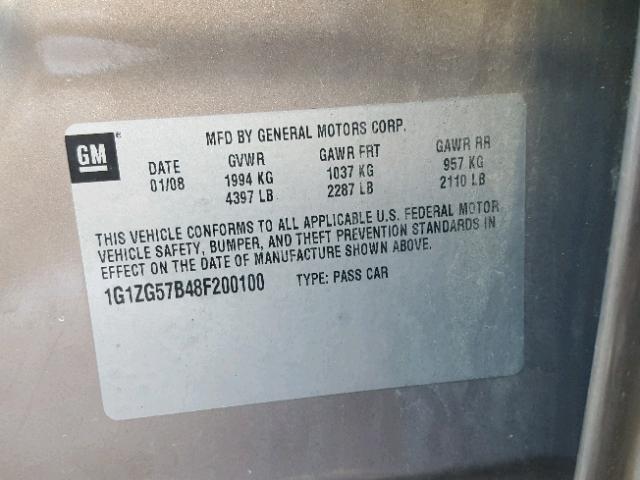 MFD BY GENERAL MOTORS CORP.
GM®
DATE GVWR GAWR FRT GAWR RR
01/08 1994 KG 1037 KG 957 KG
4397 LB 2287 LB 2110 LB
THIS VEHICLE CONFORMS TO ALL APPLICABLE U.S. FEDERAL MOTOR
VEHICLE SAFETY, BUMPER, AND THEFT PREVENTION STANDARDS IN
EFFECT ON THE DATE OF MANUFACTURE SHOWN ABOVE.
1G1ZG57B48F200100 TYPE: PASS CAR